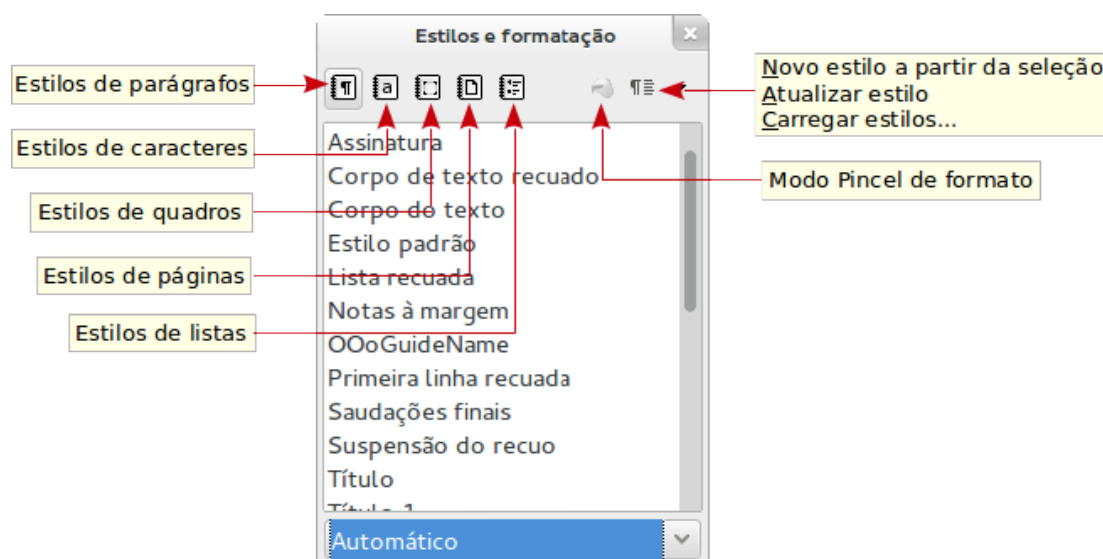 Estilos e formatação
Estilos de parágrafos
Estilos de caracteres
Estilos de quadros
Estilos de páginas
Estilos de listas
Novo estilo a partir da seleção
Atualizar estilo
Carregar estilos...
Modo Pincel de formato
Assinatura
Corpo de texto recuado
Corpo do texto
Estilo padrão
Lista recuada
Notas à margem
OOoGuideName
Primeira linha recuada
Saudações finais
Suspensão do recuo
Título
Título 1
Automático